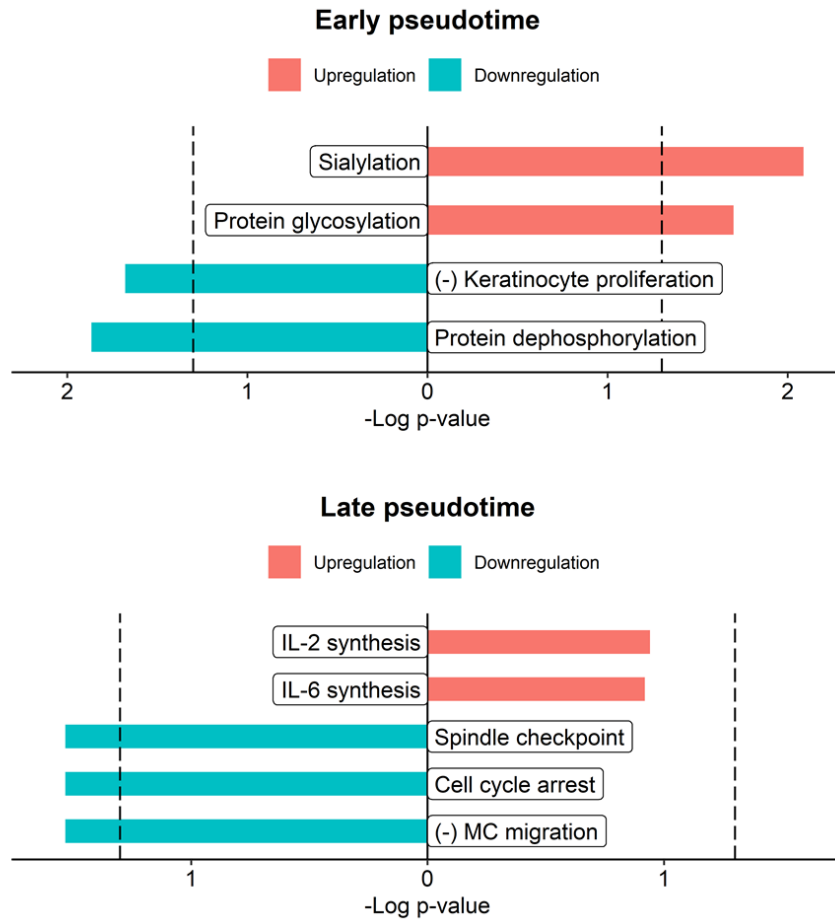 Early pseudotime
Upregulation Downregulation
Sialylation
Protein glycosylation
(-) Keratinocyte proliferation
Protein dephosphorylation
2 1 0 1 2
-Log p-value
Late pseudotime
Upregulation Downregulation
IL-2 synthesis
IL-6 synthesis
Spindle checkpoint
Cell cycle arrest
(-) MC migration
1 0 1
-Log p-value